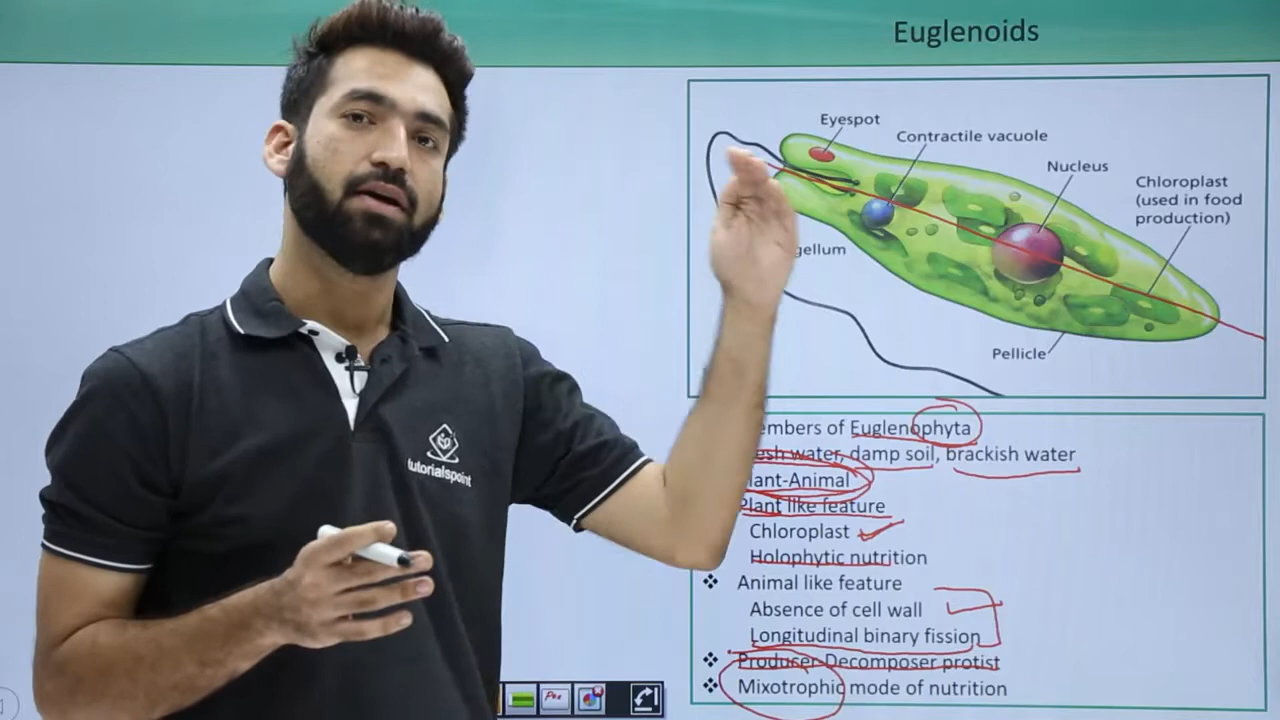 Euglenoids
Eyespot
Contractile vacuole
Nucleus
Chloroplast
(used in food
production)
gellum
Pellicle
tutorialspoint
embers of Euglenophyta
esh water, damp soil, brackish water
lant-Animal
Plant like feature
Chloroplast
Holophytic nutrition
Animal like feature
Absence of cell wall
Longitudinal binary fission
Producer Decomposer protist
Mixotrophic mode of nutrition
Pen